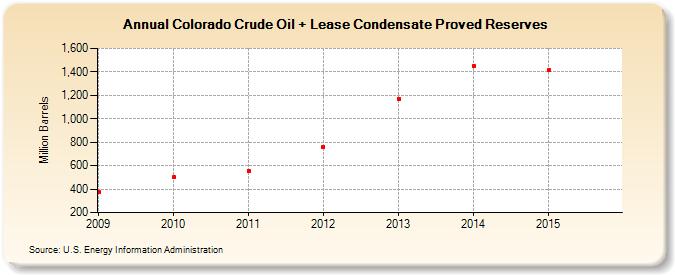 Annual Colorado Crude Oil + Lease Condensate Proved Reserves
Million Barrels
1,600
1,400
1,200
1,000
800
600
400
200
2009 2010 2011 2012 2013 2014 2015
Source: U.S. Energy Information Administration